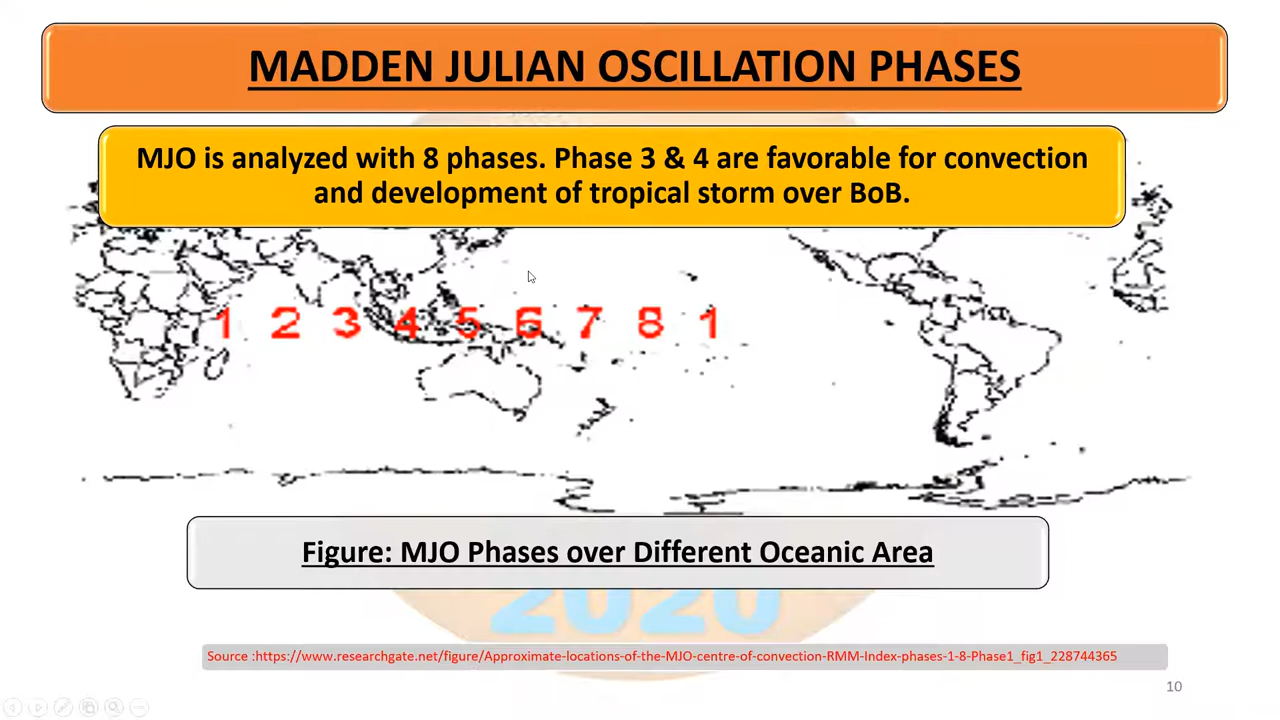 MADDEN JULIAN OSCILLATION PHASES
MJO is analyzed with 8 phases. Phase 3 & 4 are favorable for convection
and development of tropical storm over BoB.
1 2 3 4 5 6 7 8 1
Figure: MJO Phases over Different Oceanic Area
2020
Source :https://www.researchgate.net/figure/Approximate-locations-of-the-MJO-centre-of-convection-RMM-Index-phases-1-8-Phase1_fig1_228744365
10